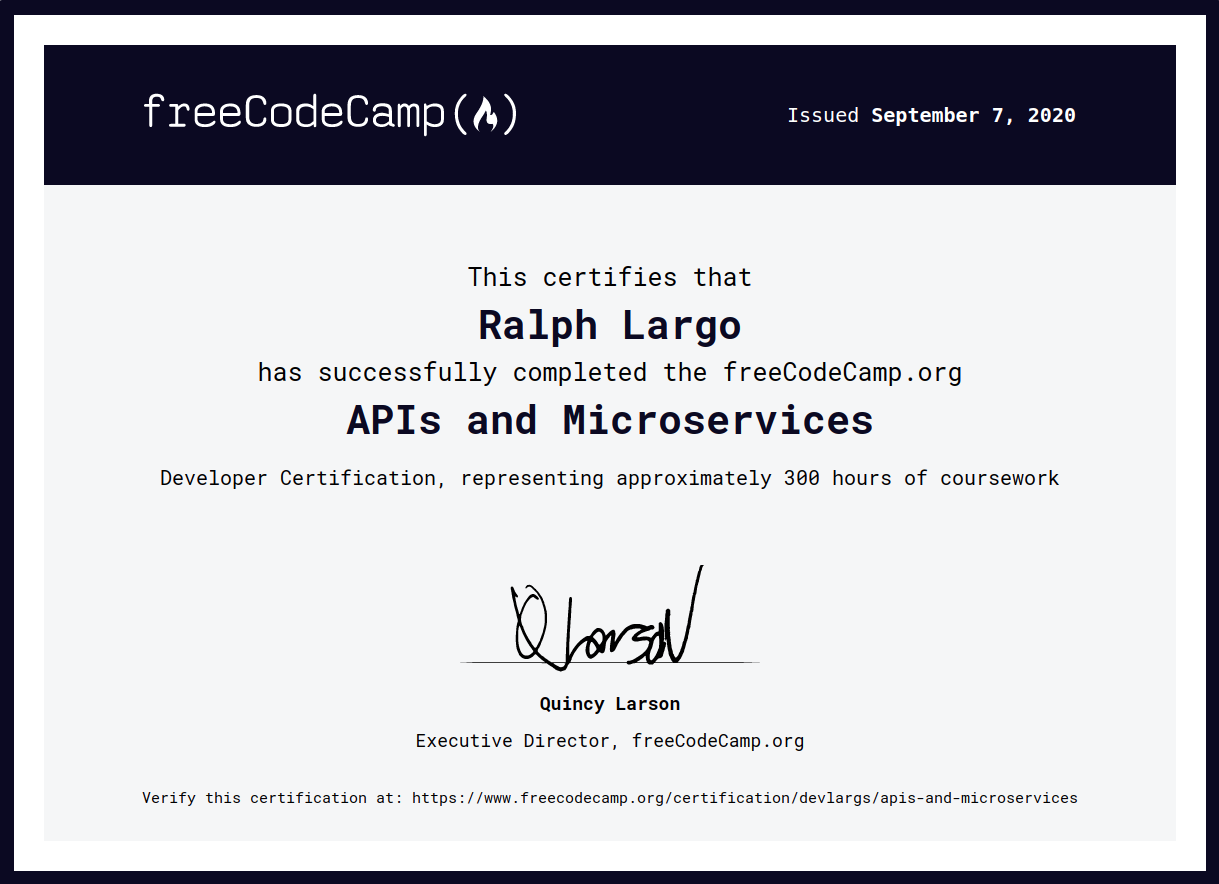 freeCodeCamp(🔥)
Issued September 7, 2020
This certifies that
Ralph Largo
has successfully completed the freeCodeCamp.org
APIs and Microservices
Developer Certification, representing approximately 300 hours of coursework
Q Larson
Quincy Larson
Executive Director, freeCodeCamp.org
Verify this certification at: https://www.freecodecamp.org/certification/devlargs/apis-and-microservices